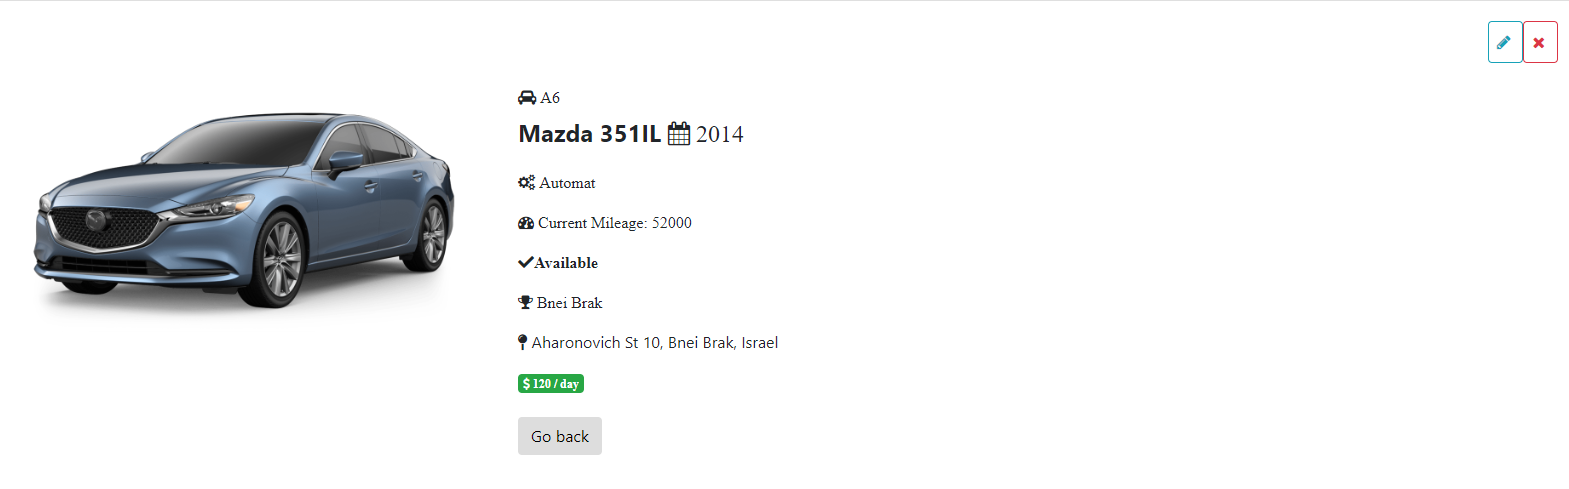 A6
Mazda 351IL 2014
Automat
Current Mileage: 52000
Available
Bnei Brak
Aharonovich St 10, Bnei Brak, Israel
$ 120 / day
Go back